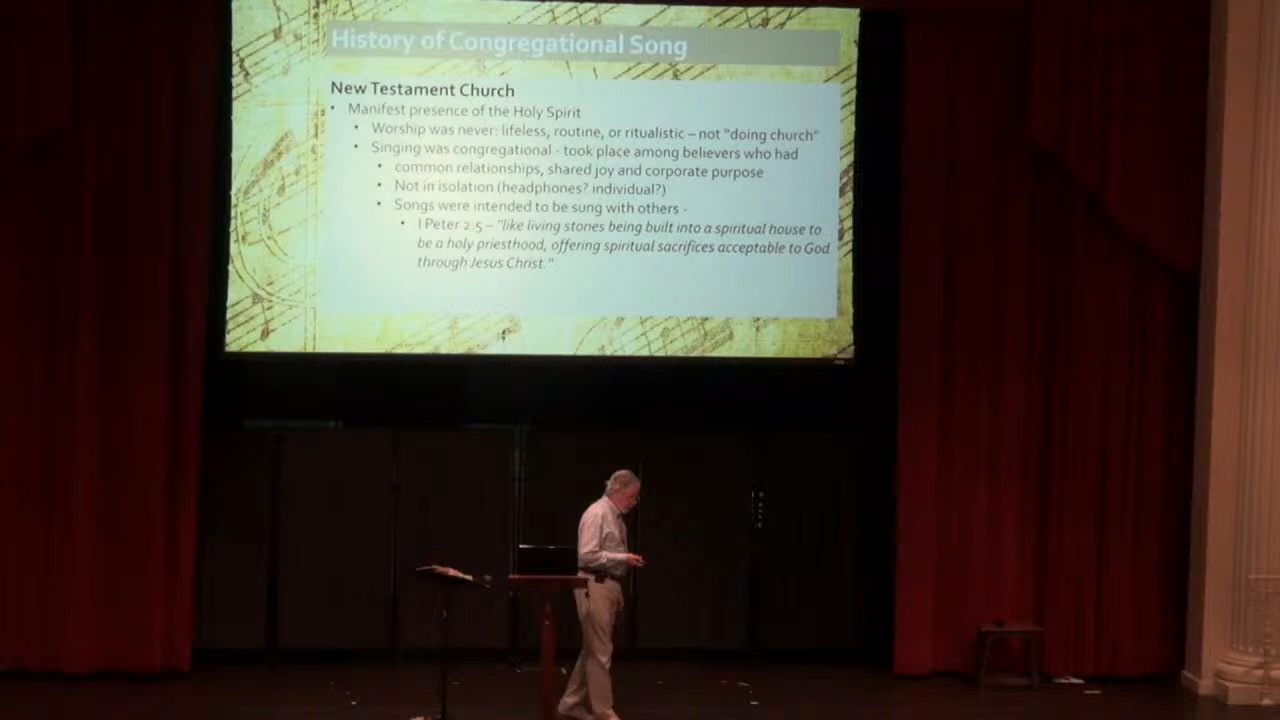 History of Congregational Song
New Testament Church
• Manifest presence of the Holy Spirit
• Worship was never: lifeless, routine, or ritualistic – not "doing church"
• Singing was congregational - took place among believers who had
• common relationships, shared joy and corporate purpose
• Not in isolation (headphones? individual?)
• Songs were intended to be sung with others -
• I Peter 2:5 – "like living stones being built into a spiritual house to
be a holy priesthood, offering spiritual sacrifices acceptable to God
through Jesus Christ."